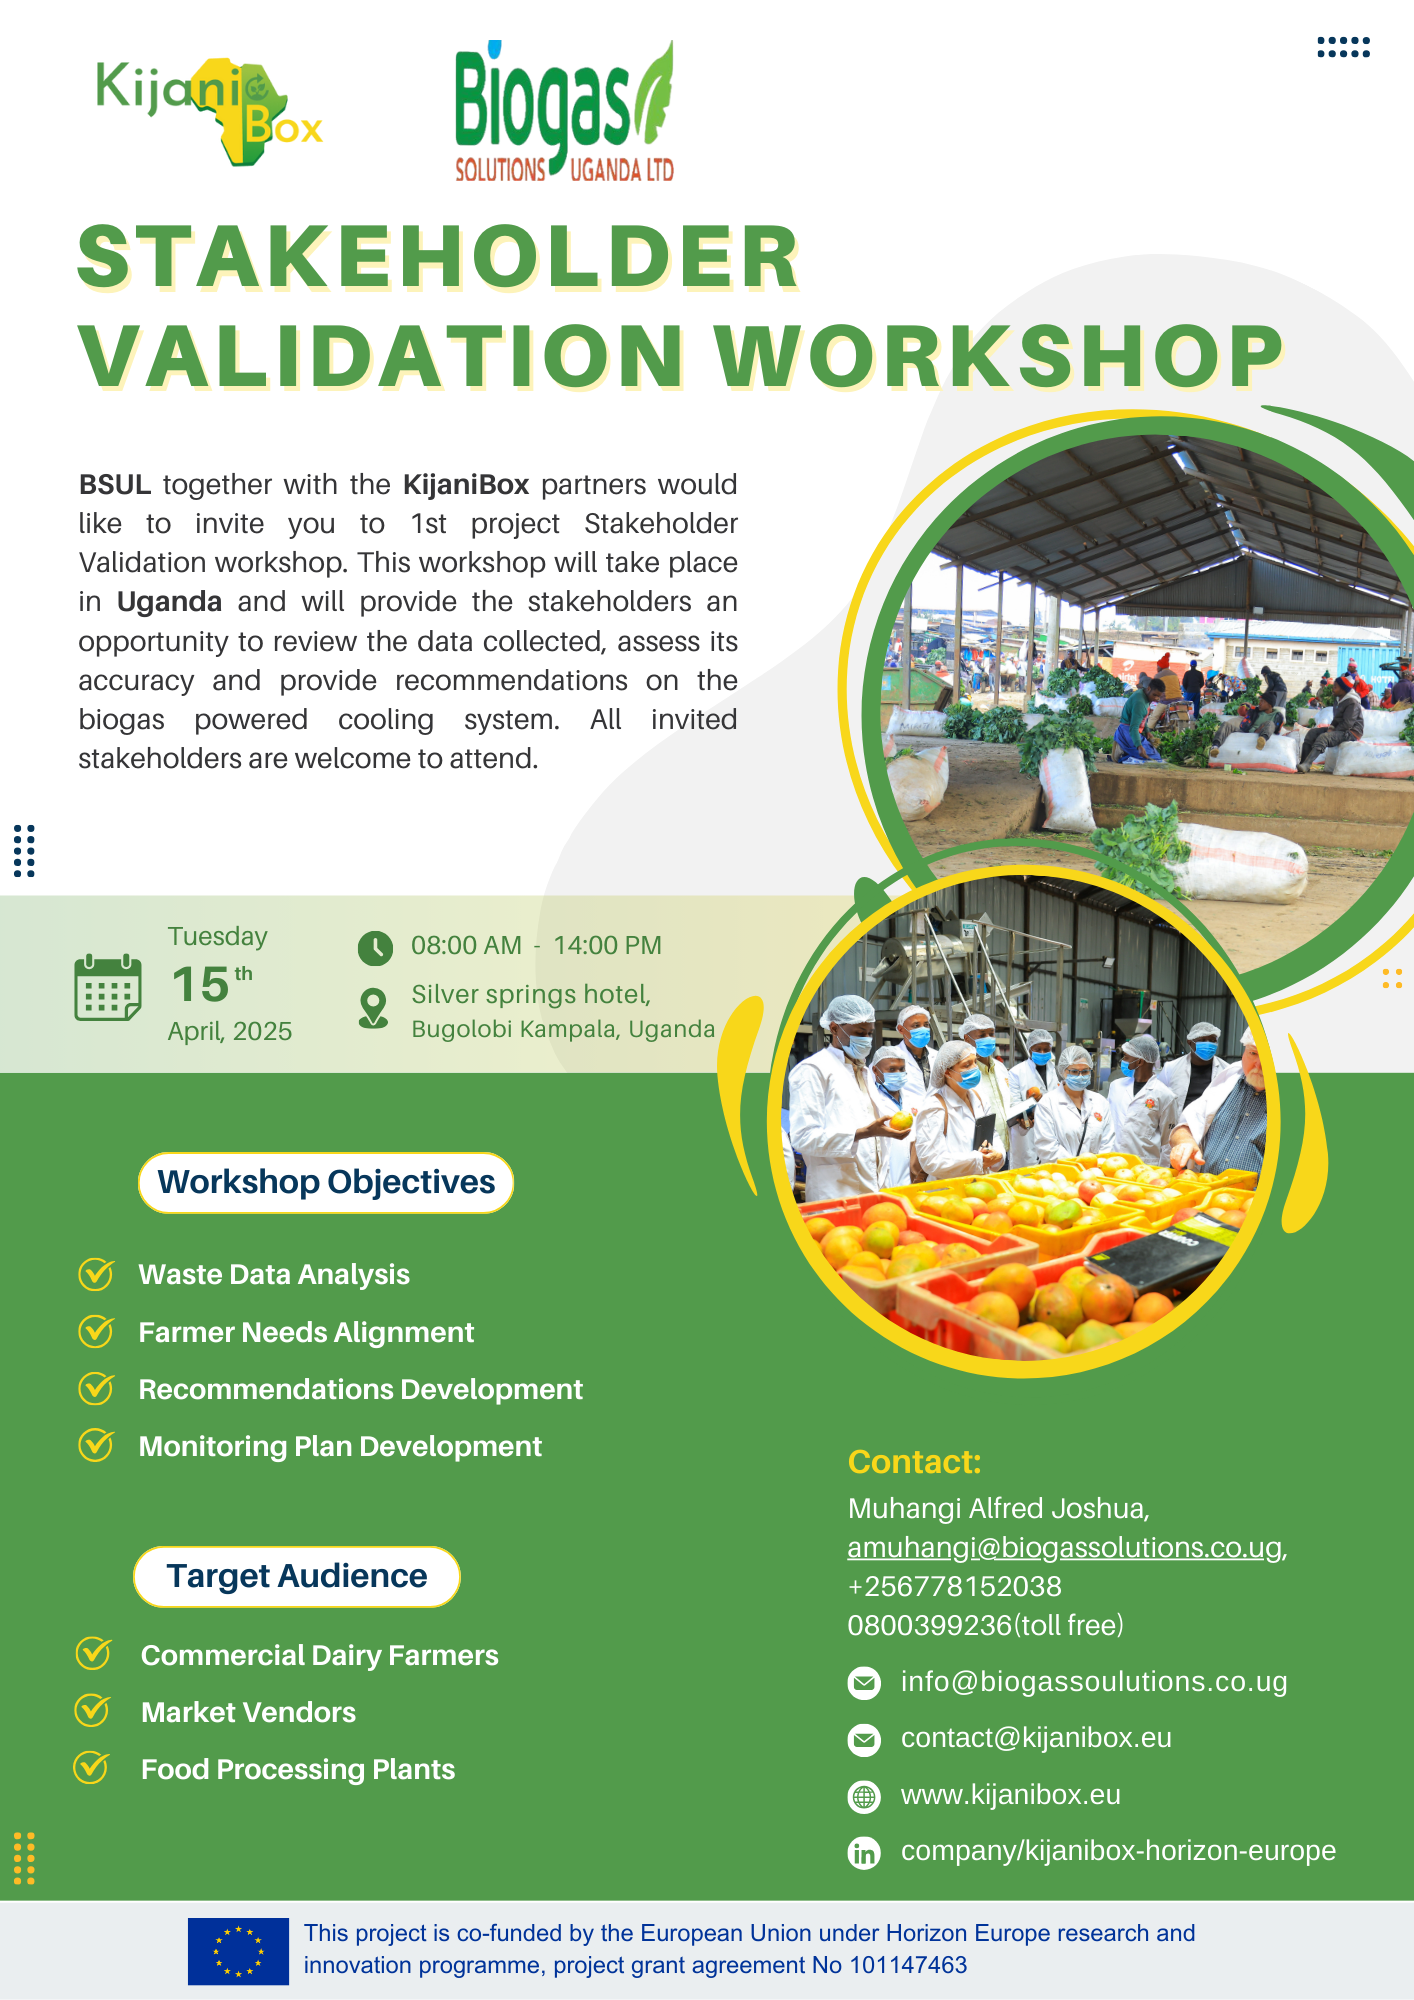 Kijani
Box
Biogas
SOLUTIONS UGANDA LTD
STAKEHOLDER
VALIDATION WORKSHOP
BSUL together with the KijaniBox partners would
like to invite you to 1st project Stakeholder
Validation workshop. This workshop will take place
in Uganda and will provide the stakeholders an
opportunity to review the data collected, assess its
accuracy and provide recommendations on the
biogas powered cooling system. All invited
stakeholders are welcome to attend.
Tuesday
15th
April, 2025
08:00 AM - 14:00 PM
Silver springs hotel,
Bugolobi Kampala, Uganda
Workshop Objectives
Waste Data Analysis
Farmer Needs Alignment
Recommendations Development
Monitoring Plan Development
Target Audience
Commercial Dairy Farmers
Market Vendors
Food Processing Plants
Contact:
Muhangi Alfred Joshua,
amuhangi@biogassolutions.co.ug,
+256778152038
0800399236(toll free)
info@biogassoulutions.co.ug
contact@kijanibox.eu
www.kijanibox.eu
in company/kijanibox-horizon-europe
This project is co-funded by the European Union under Horizon Europe research and
innovation programme, project grant agreement No 101147463